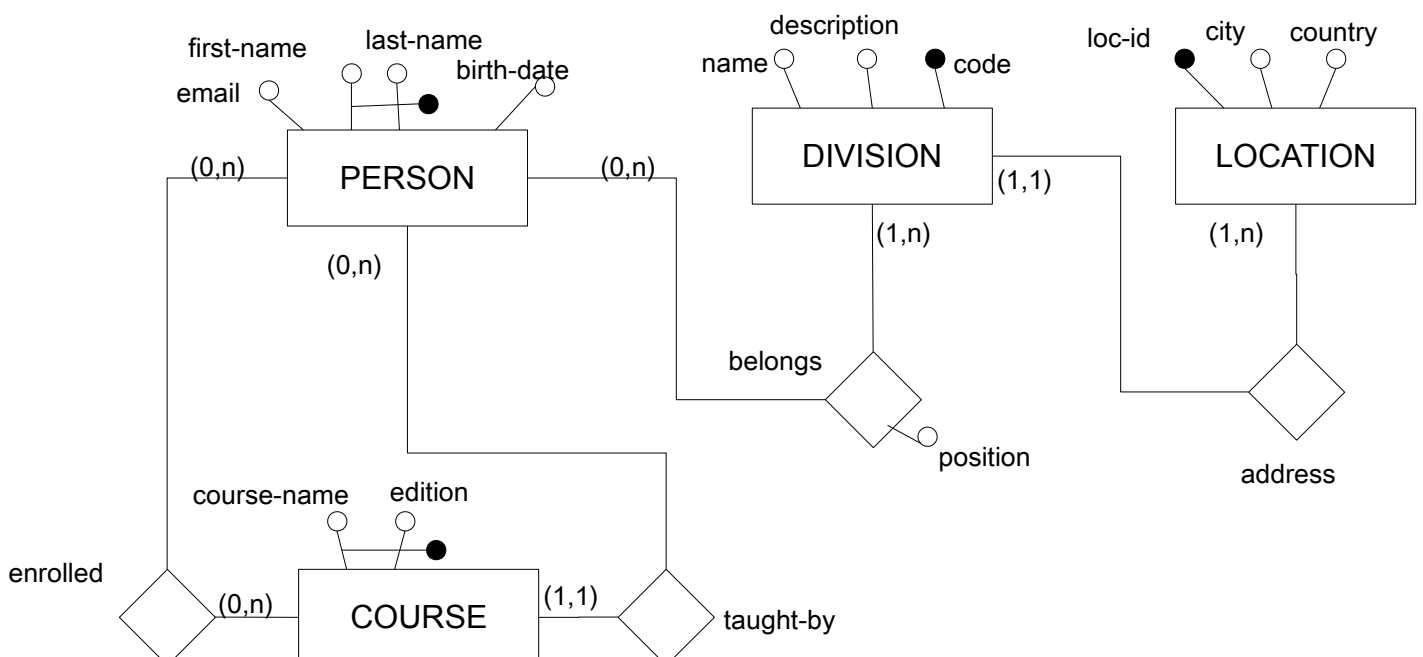 first-name
last-name
birth-date
email
description
name
code
loc-id
city
country
PERSON
DIVISION
LOCATION
(0,n)
(0,n)
(1,1)
(1,n)
(1,n)
(0,n)
belongs
position
address
course-name
edition
enrolled
(0,n)
COURSE
(1,1)
taught-by